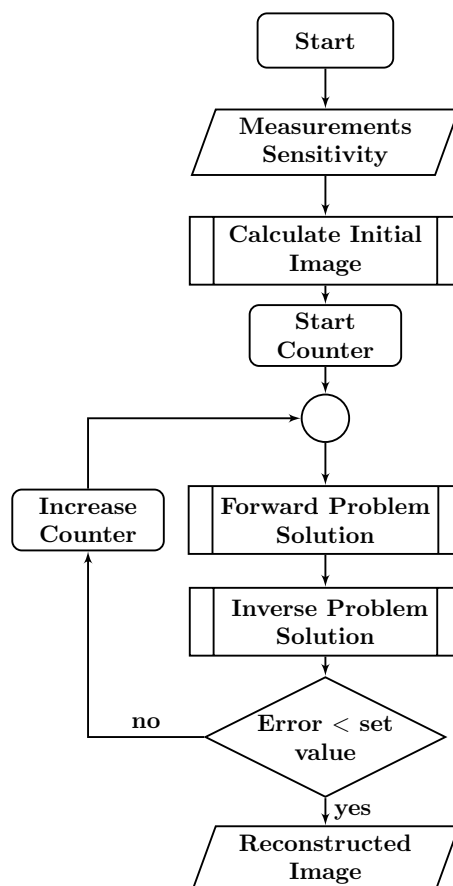 Start
Measurements
Sensitivity
Calculate Initial
Image
Start
Counter
Increase
Counter
Forward Problem
Solution
Inverse Problem
Solution
Error < set
value
no
yes
Reconstructed
Image